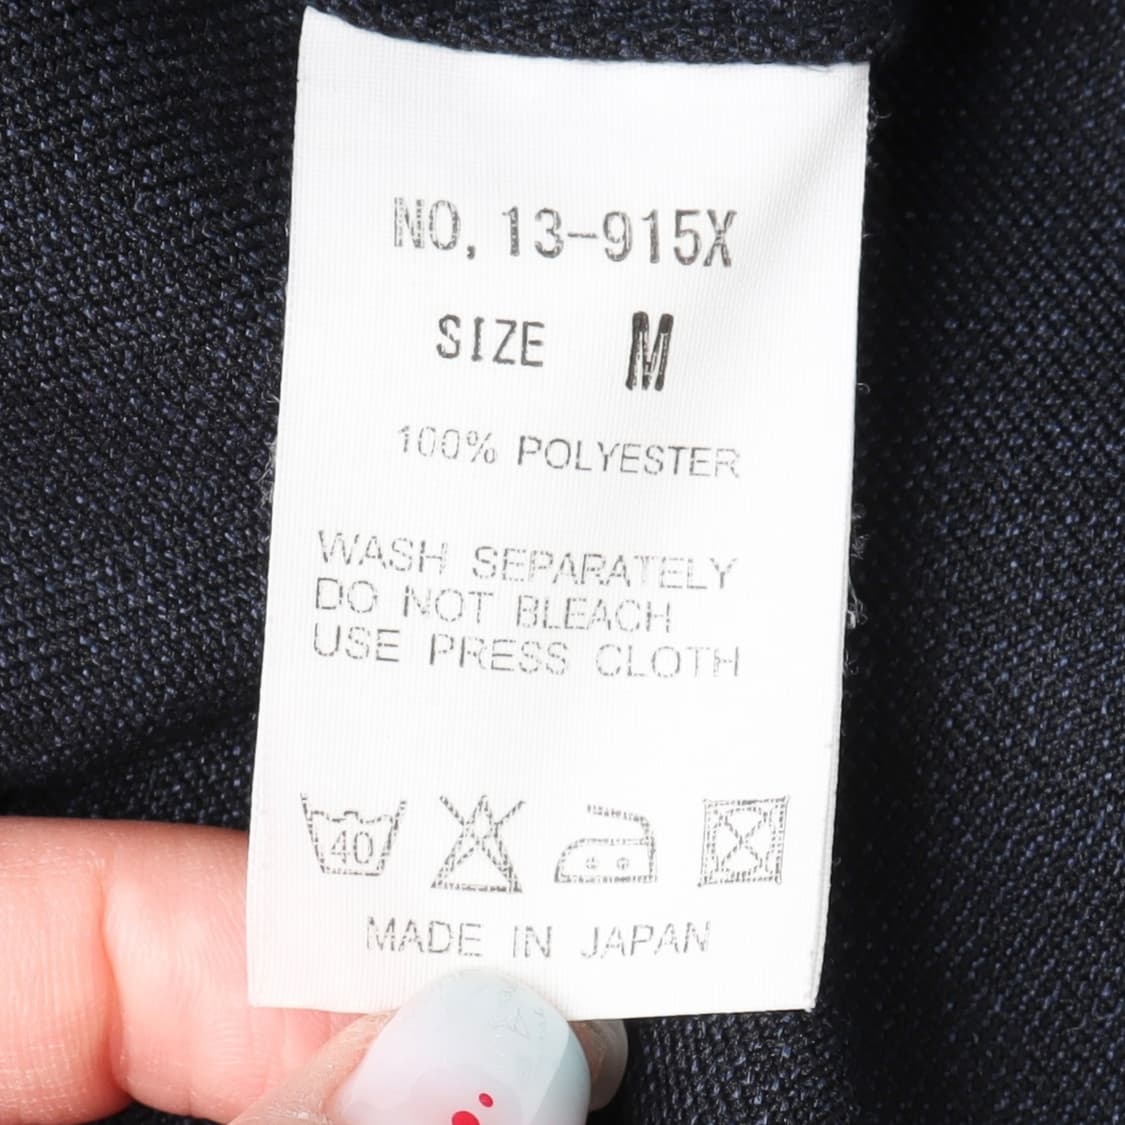 NO, 13-915X
SIZE M
100% POLYESTER
WASH SEPARATELY
DO NOT BLEACH
USE PRESS CLOTH
40
MADE IN JAPAN